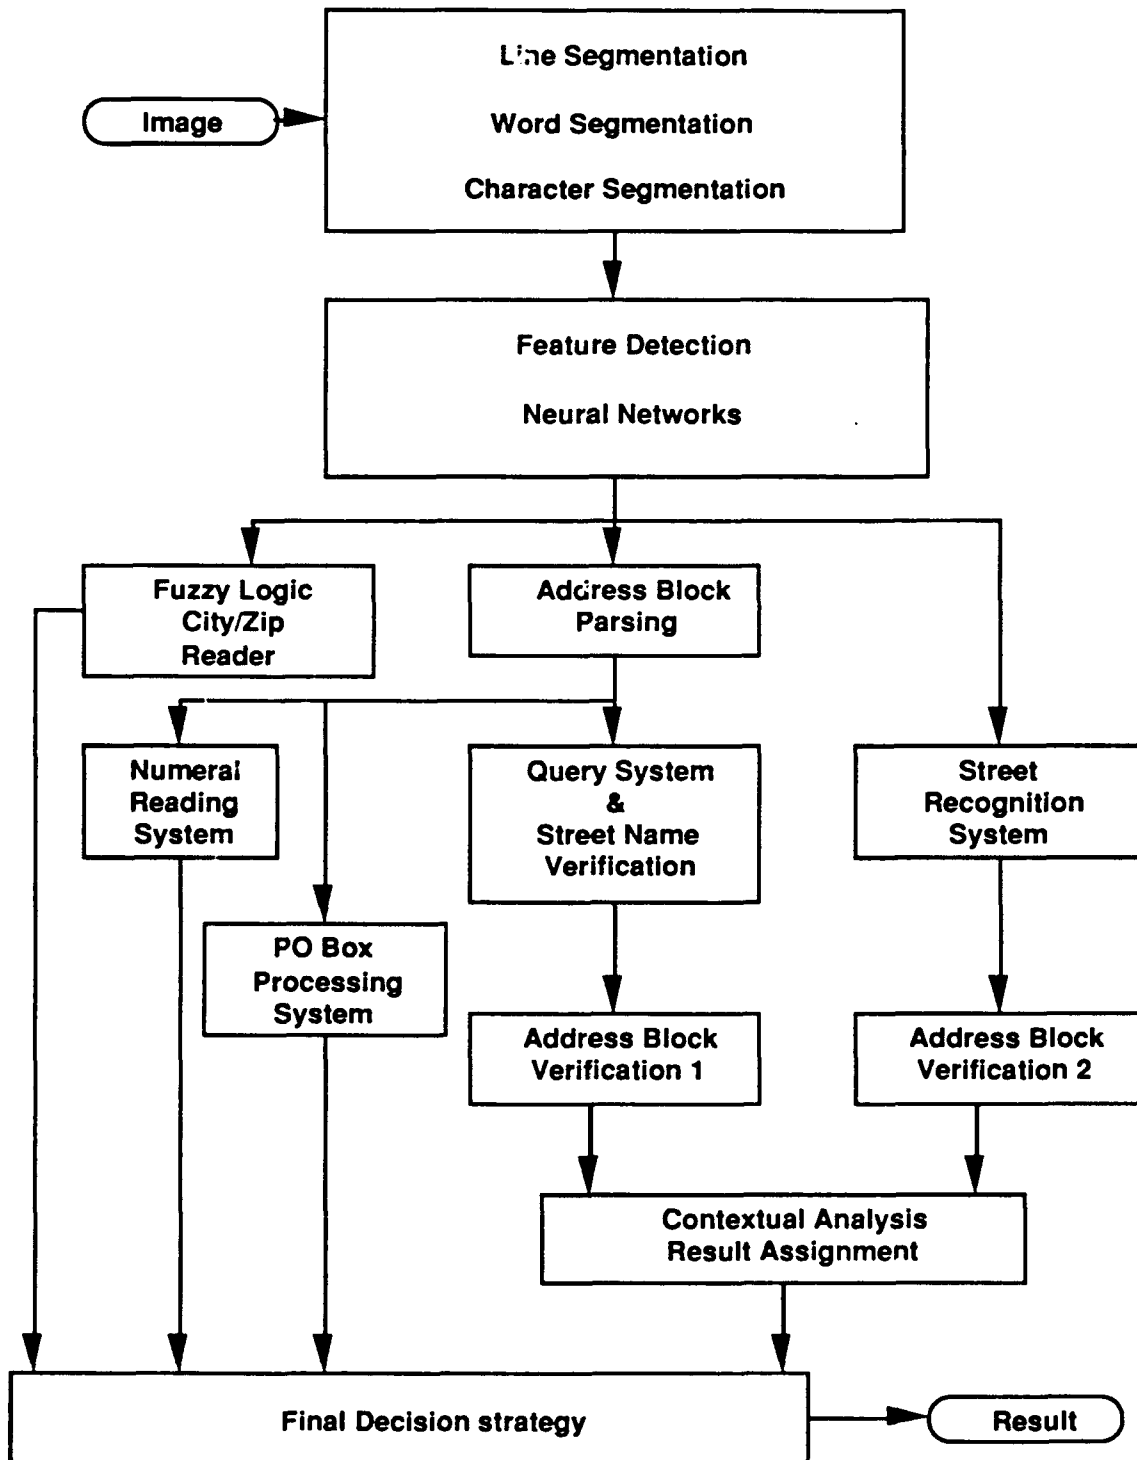 Line Segmentation
Image
Word Segmentation
Character Segmentation
Feature Detection
Neural Networks
Fuzzy Logic
City/Zip
Reader
Address Block
Parsing
Numeral
Reading
System
Query System
&
Street Name
Verification
Street
Recognition
System
PO Box
Processing
System
Address Block
Verification 1
Address Block
Verification 2
Contextual Analysis
Result Assignment
Final Decision strategy
Result